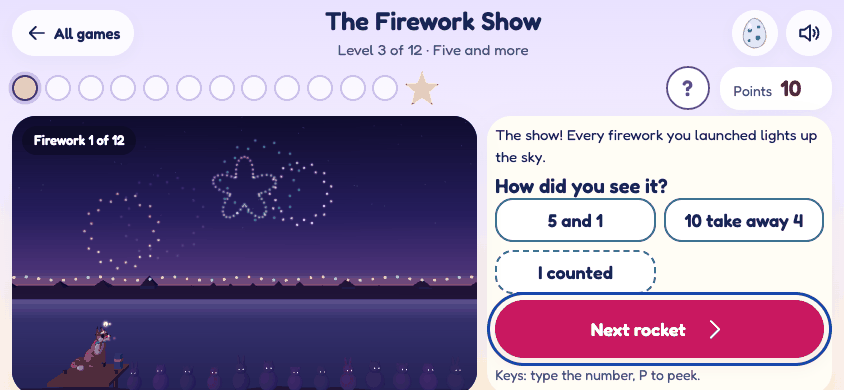 All games
The Firework Show
Level 3 of 12 · Five and more
?
Points 10
Firework 1 of 12
The show! Every firework you launched lights up
the sky.
How did you see it?
5 and 1
10 take away 4
I counted
Next rocket
Keys: type the number, P to peek.